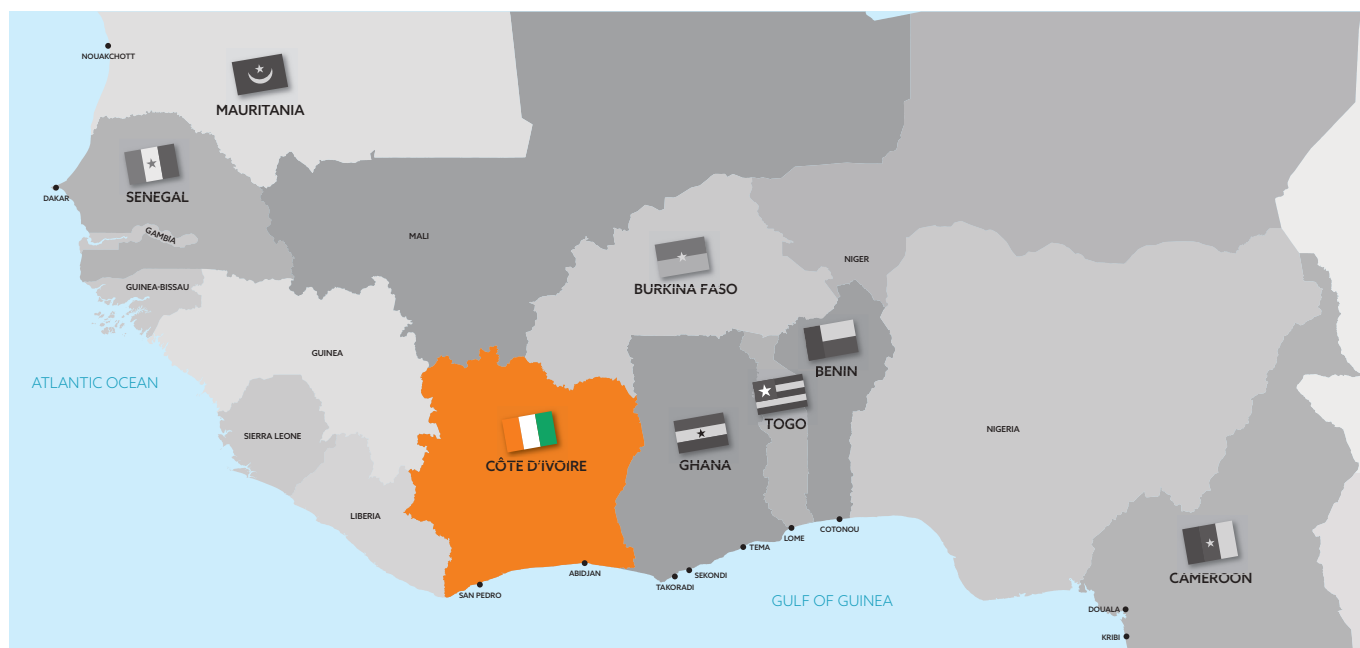 NOUAKCHOTT
MAURITANIA
SENEGAL
DAKAR
GAMBIA
MALI
NIGER
GUINEA-BISSAU
BURKINA FASO
GUINEA
ATLANTIC OCEAN
BENIN
TOGO
SIERRA LEONE
NIGERIA
CÔTE D'IVOIRE
GHANA
LIBERIA
COTONOU
LOME
TEMA
ABIDJAN
SEKONDI
TAKORADI
SAN PEDRO
CAMEROON
GULF OF GUINEA
DOUALA
KRIBI